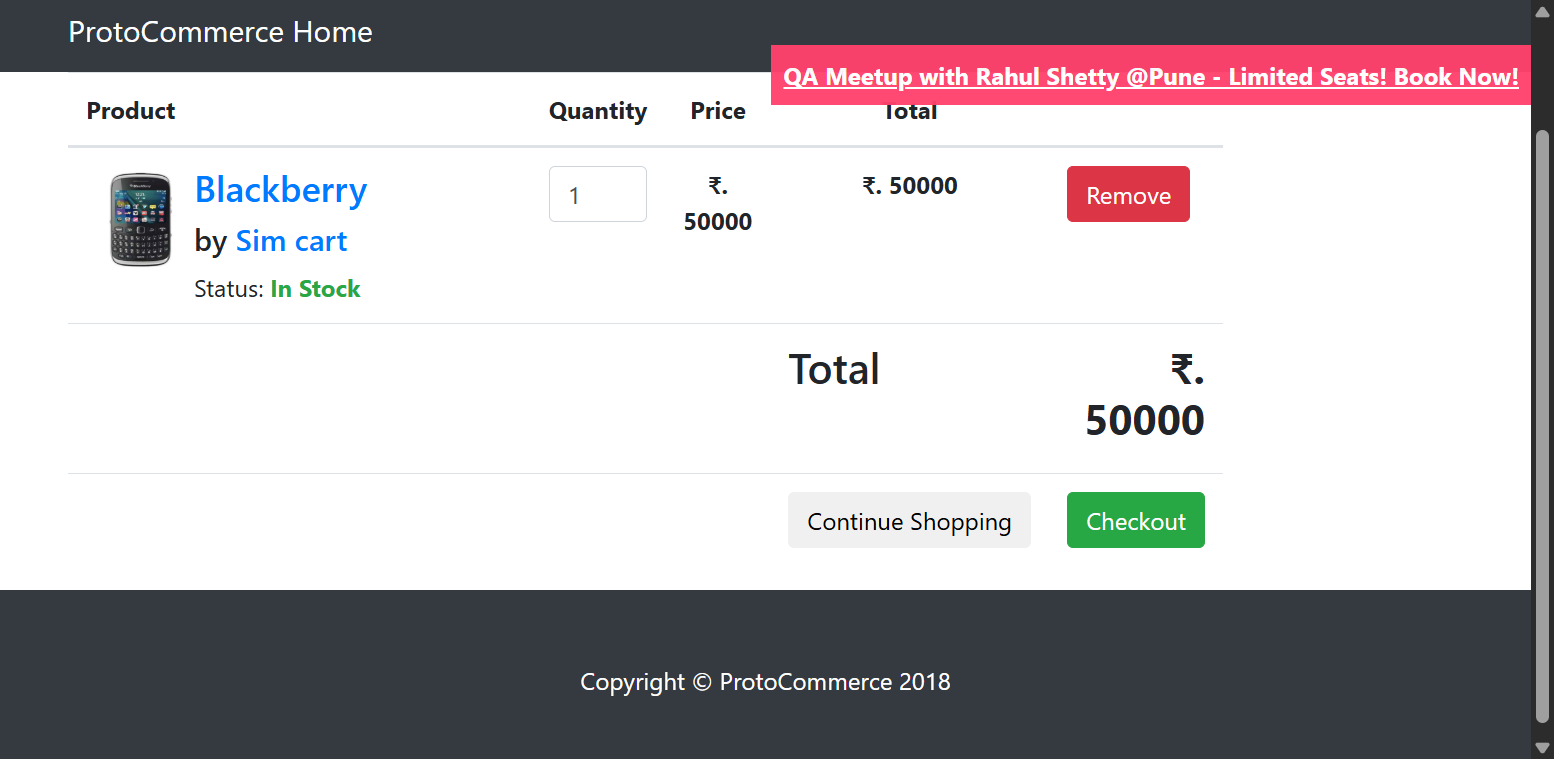 ProtoCommerce Home
QA Meetup with Rahul Shetty @Pune - Limited Seats! Book Now!
Product Quantity Price Total
Blackberry 1 ₹. 50000 ₹. 50000 Remove
by Sim cart
Status: In Stock
Total ₹. 50000
Continue Shopping Checkout
Copyright © ProtoCommerce 2018